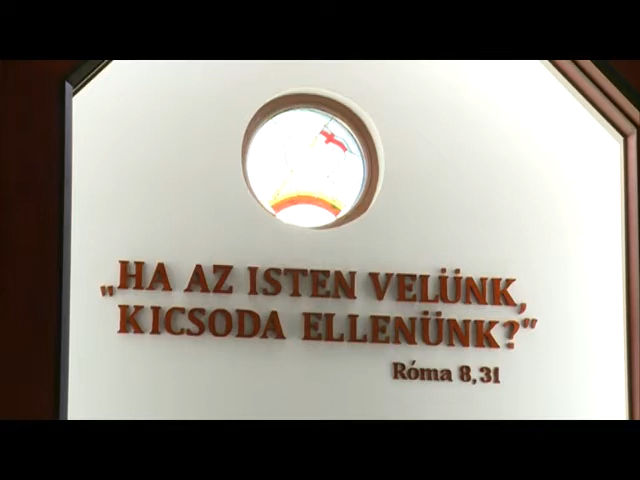 „HA AZ ISTEN VELÜNK,
KICSODA ELLENÜNK?”
Róma 8,31